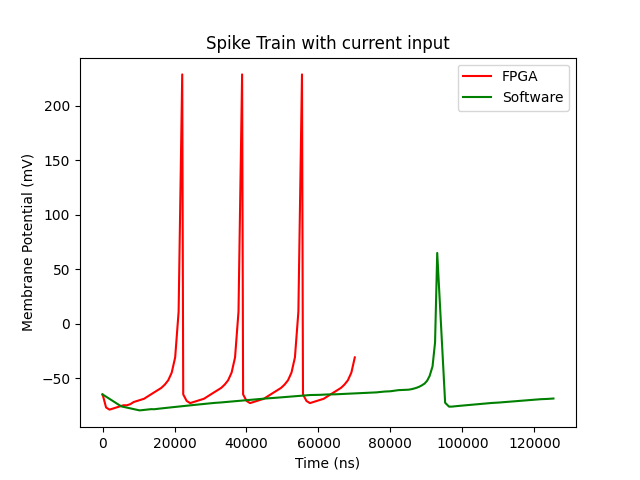 Spike Train with current input
FPGA
Software
Membrane Potential (mV)
200
150
100
50
0
−50
0
20000
40000
60000
80000
100000
120000
Time (ns)